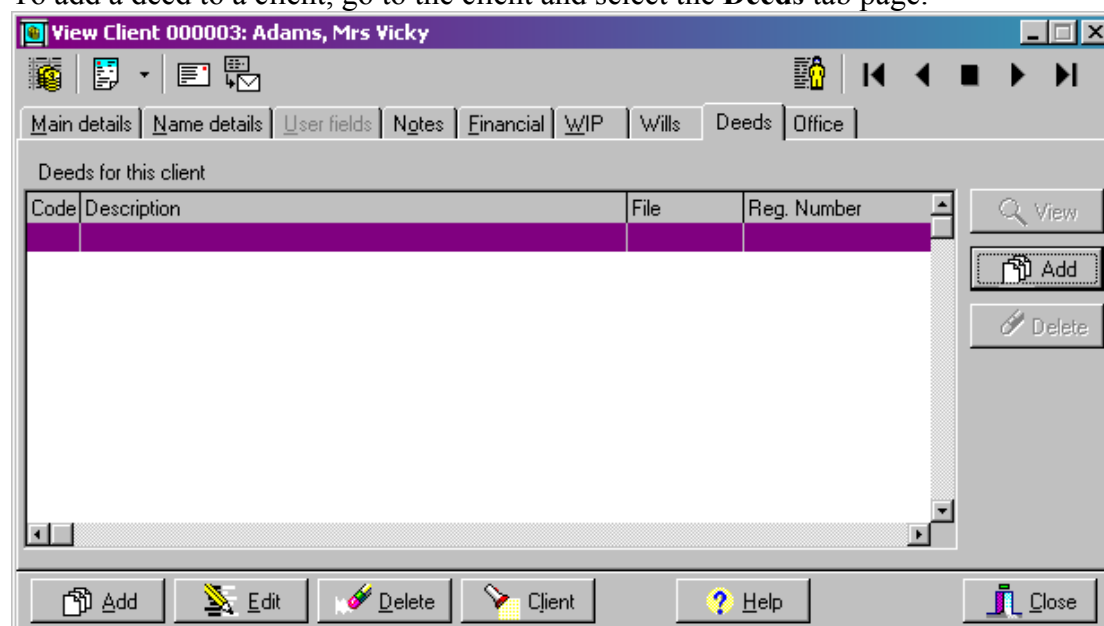 To add a deed to a client, go to the client and select the Deeds tab page.
View Client 000003: Adams, Mrs Vicky
Main details Name details User fields Notes Financial WIP Wills Deeds Office
Deeds for this client
Code Description File Reg. Number
View
Add
Delete
Add Edit Delete Client Help Close